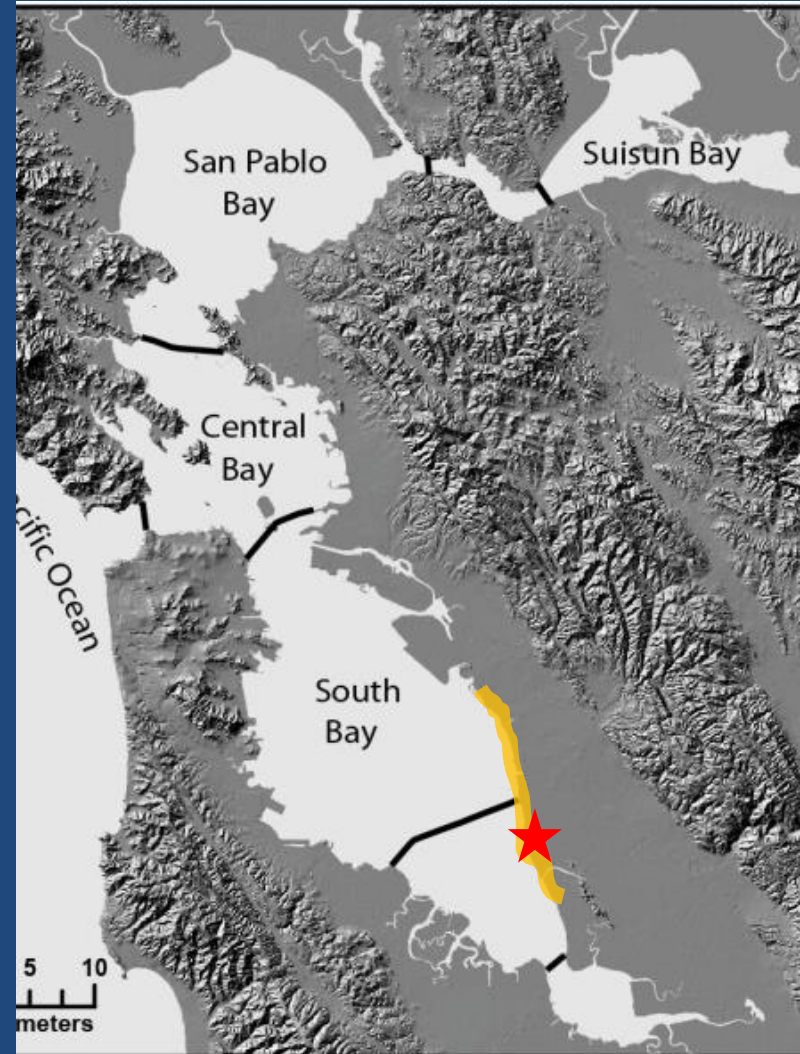 San Pablo
Bay
Suisun Bay
Central
Bay
cific Ocean
South
Bay
5 10
meters